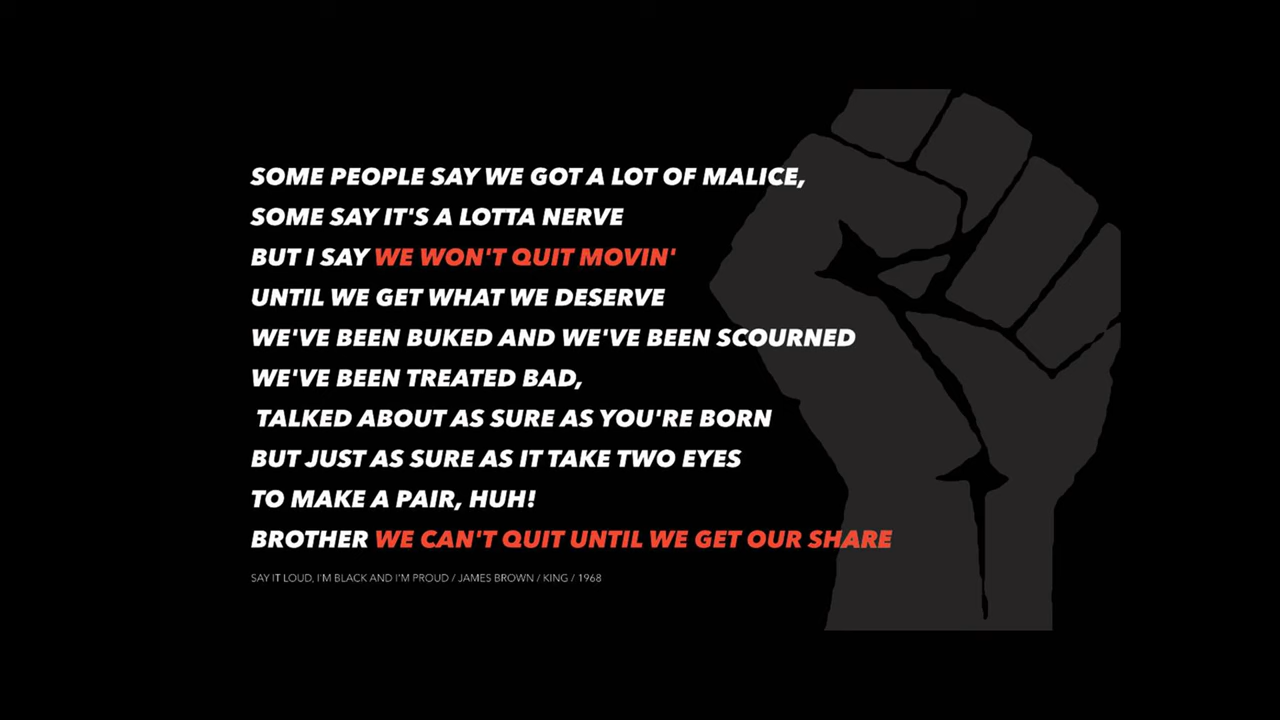 SOME PEOPLE SAY WE GOT A LOT OF MALICE,
SOME SAY IT'S A LOTTA NERVE
BUT I SAY WE WON'T QUIT MOVIN'
UNTIL WE GET WHAT WE DESERVE
WE'VE BEEN BUKED AND WE'VE BEEN SCOURNED
WE'VE BEEN TREATED BAD,
TALKED ABOUT AS SURE AS YOU'RE BORN
BUT JUST AS SURE AS IT TAKE TWO EYES
TO MAKE A PAIR, HUH!
BROTHER WE CAN'T QUIT UNTIL WE GET OUR SHARE
SAY IT LOUD, I'M BLACK AND I'M PROUD / JAMES BROWN / KING / 1968